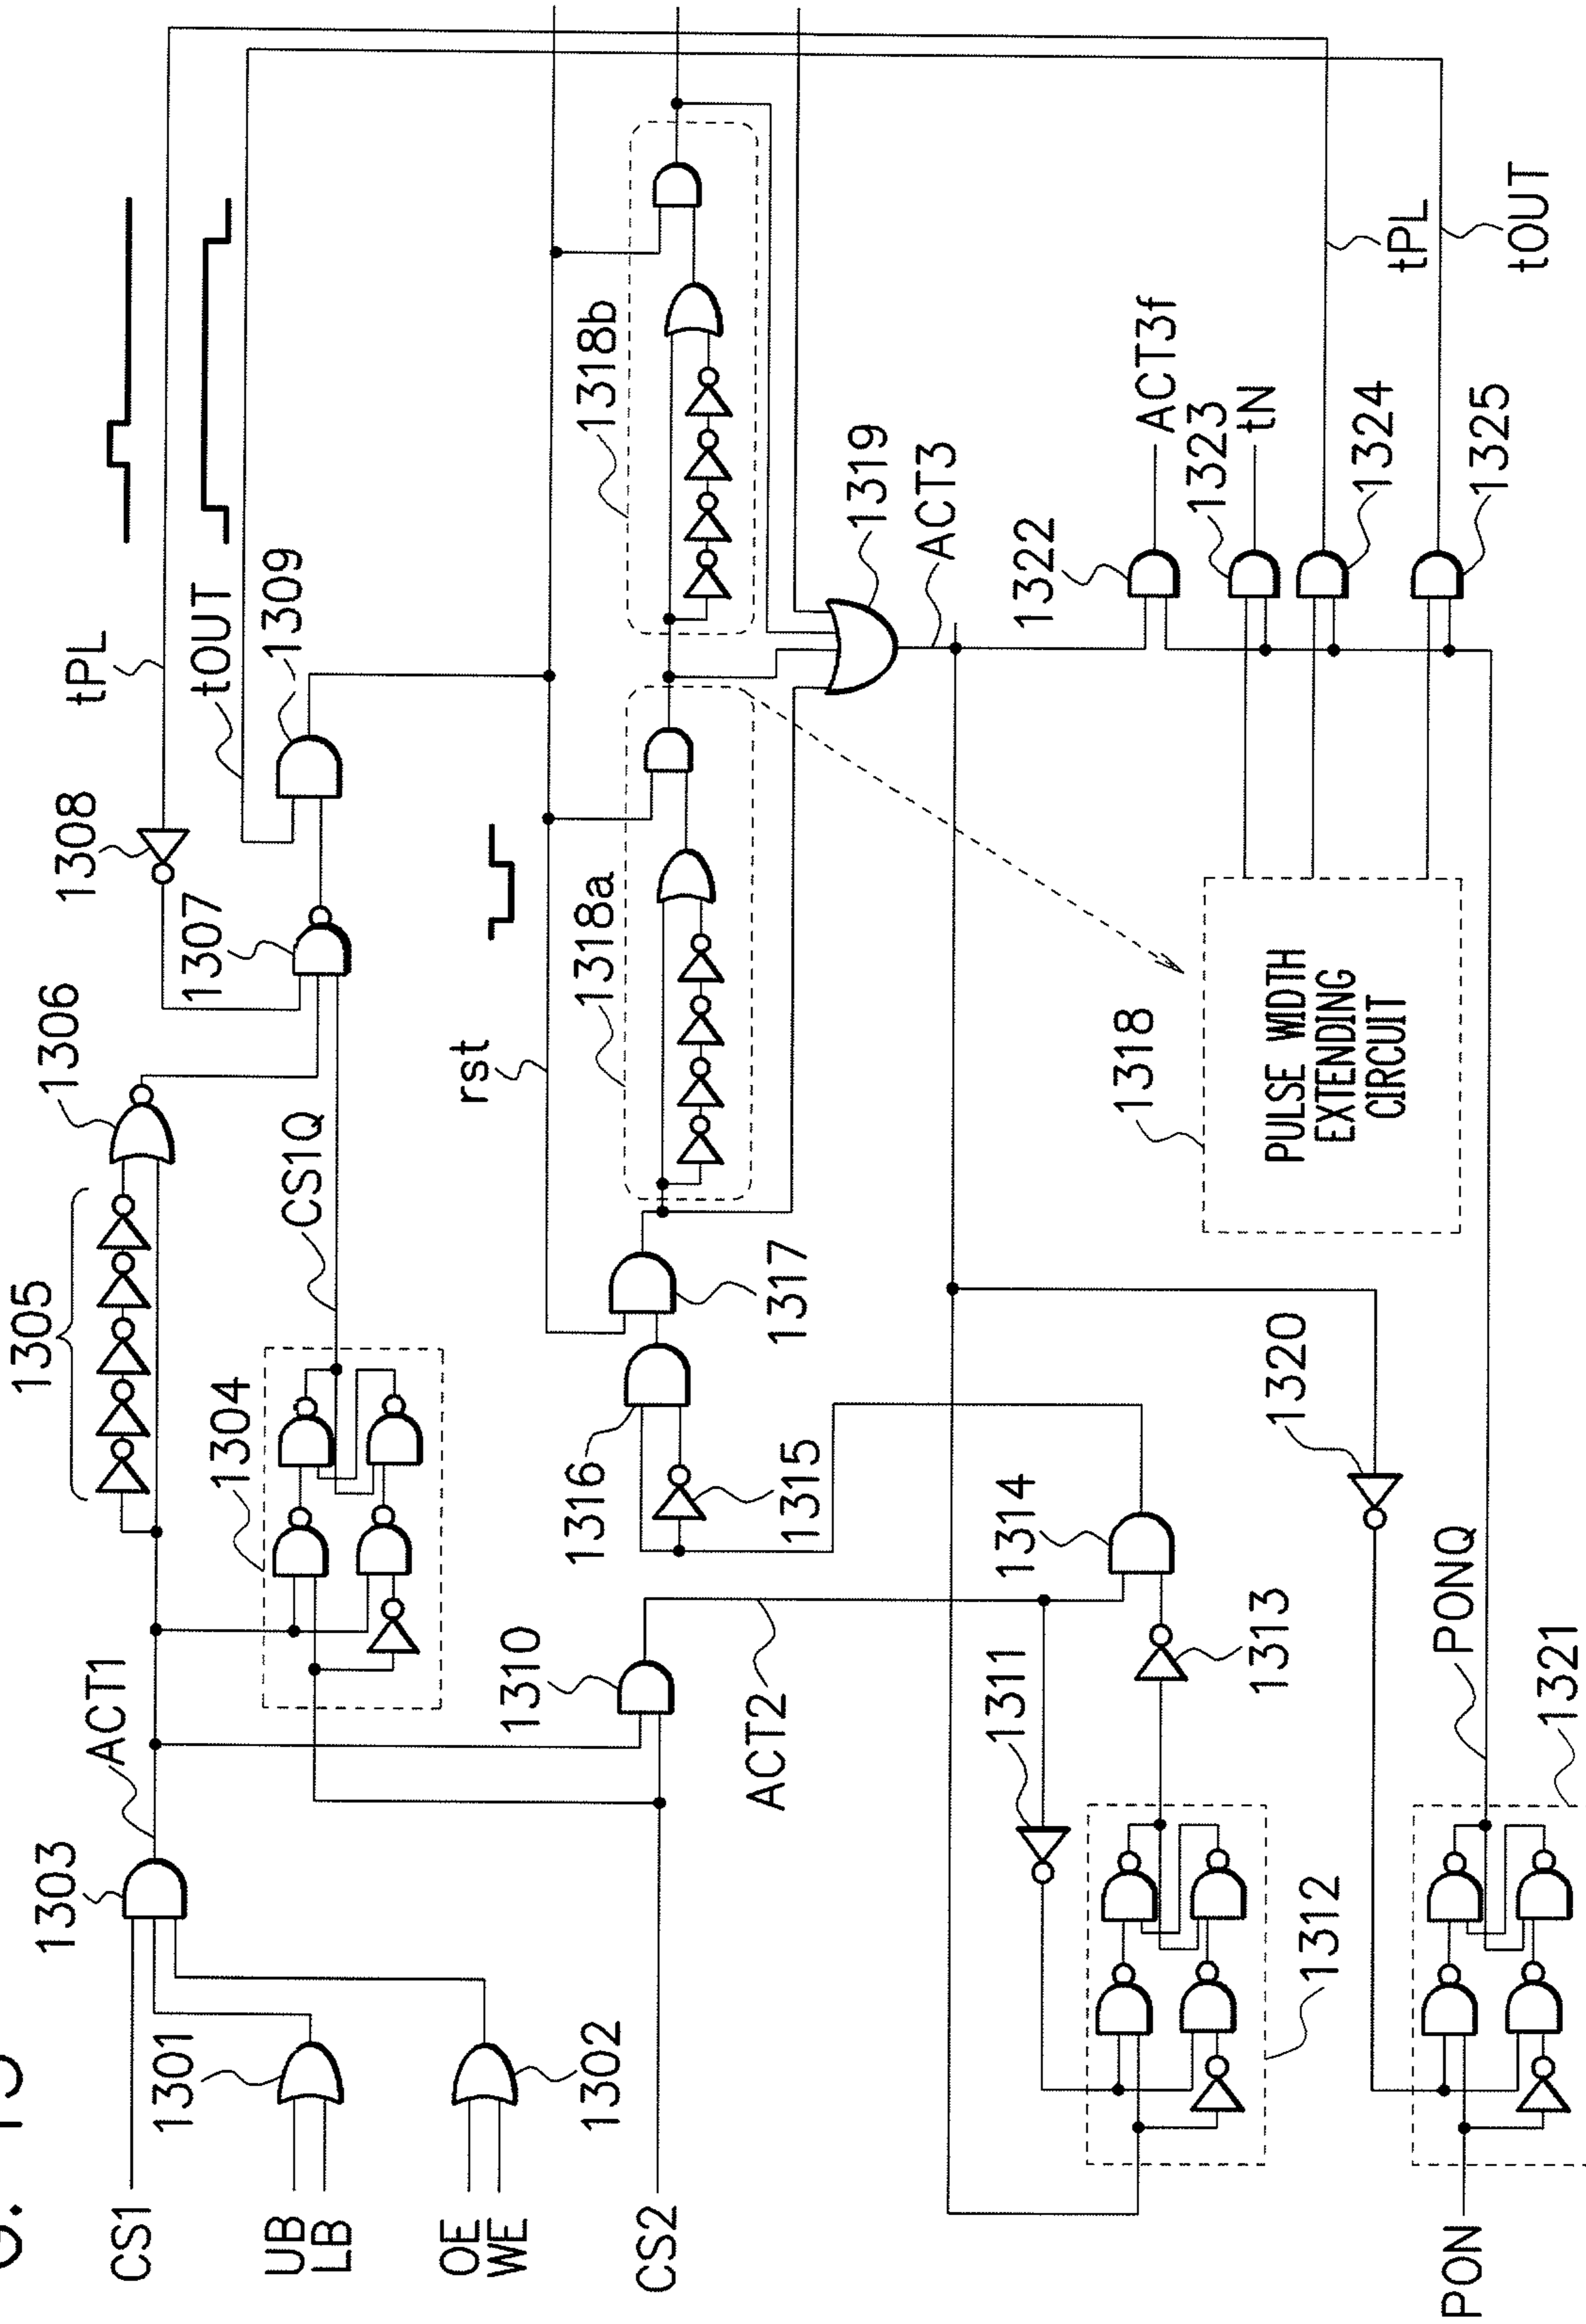 CS1
UB
LB
OE
WE
CS2
PON
1301
1302
1303
ACT1
1304
1305
1306
CS1Q
1307
1308
tPL
tOUT
1309
1310
ACT2
1311
1312
1313
1314
1315
1316
1317
rst
1318a
1318b
1319
ACT3
1320
PONQ
1321
1318
PULSE WIDTH
EXTENDING
CIRCUIT
1322
ACT3f
1323
tN
1324
tPL
1325
tOUT